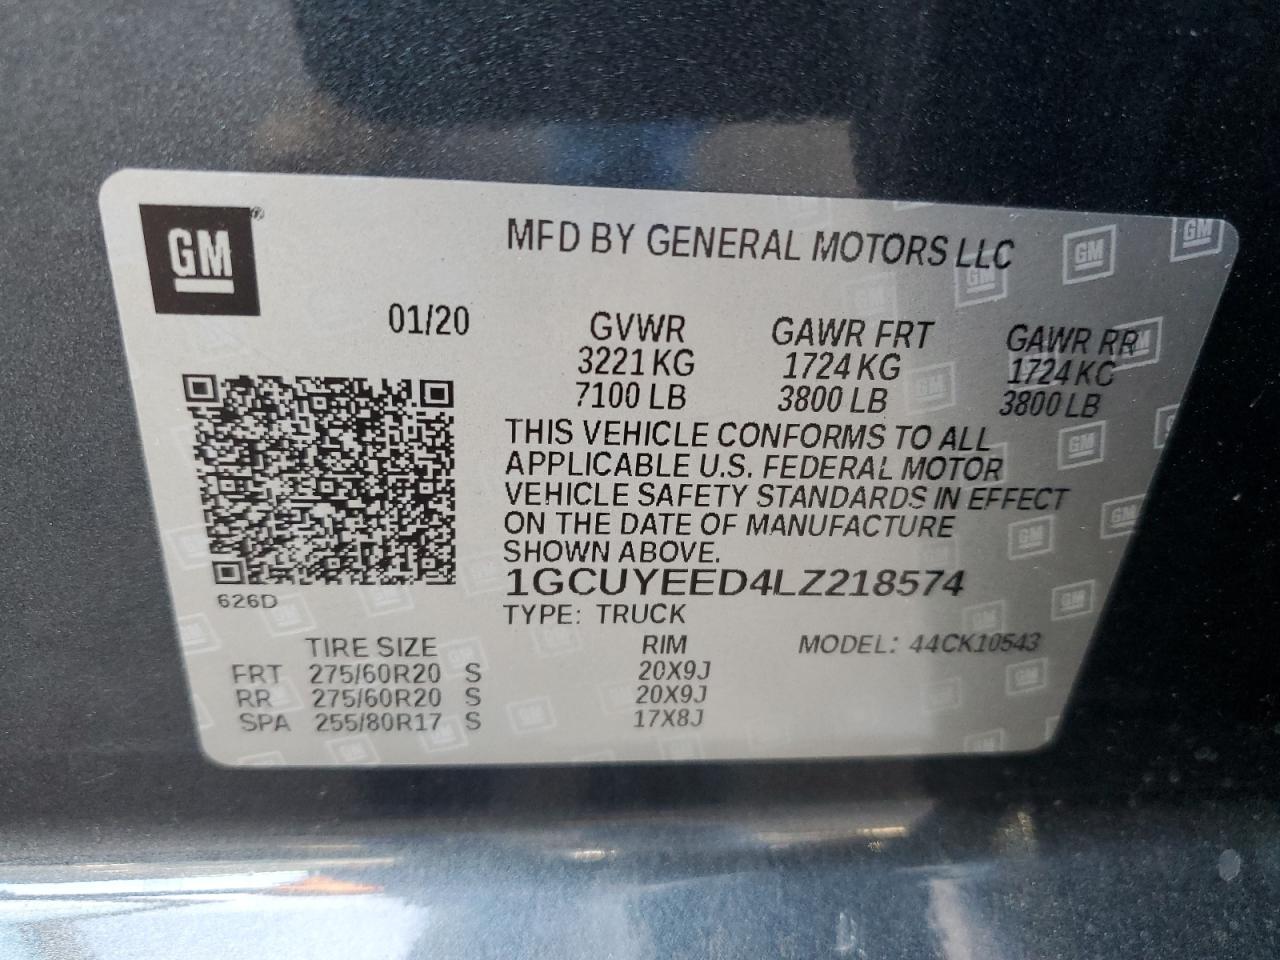 GM®
MFD BY GENERAL MOTORS LLC
01/20
GVWR GAWR FRT GAWR RR
3221 KG 1724 KG 1724 KG
7100 LB 3800 LB 3800 LB
THIS VEHICLE CONFORMS TO ALL
APPLICABLE U.S. FEDERAL MOTOR
VEHICLE SAFETY STANDARDS IN EFFECT
ON THE DATE OF MANUFACTURE
SHOWN ABOVE.
1GCUYEED4LZ218574
626D
TYPE: TRUCK
TIRE SIZE RIM MODEL: 44CK10543
FRT 275/60R20 S 20X9J
RR 275/60R20 S 20X9J
SPA 255/80R17 S 17X8J